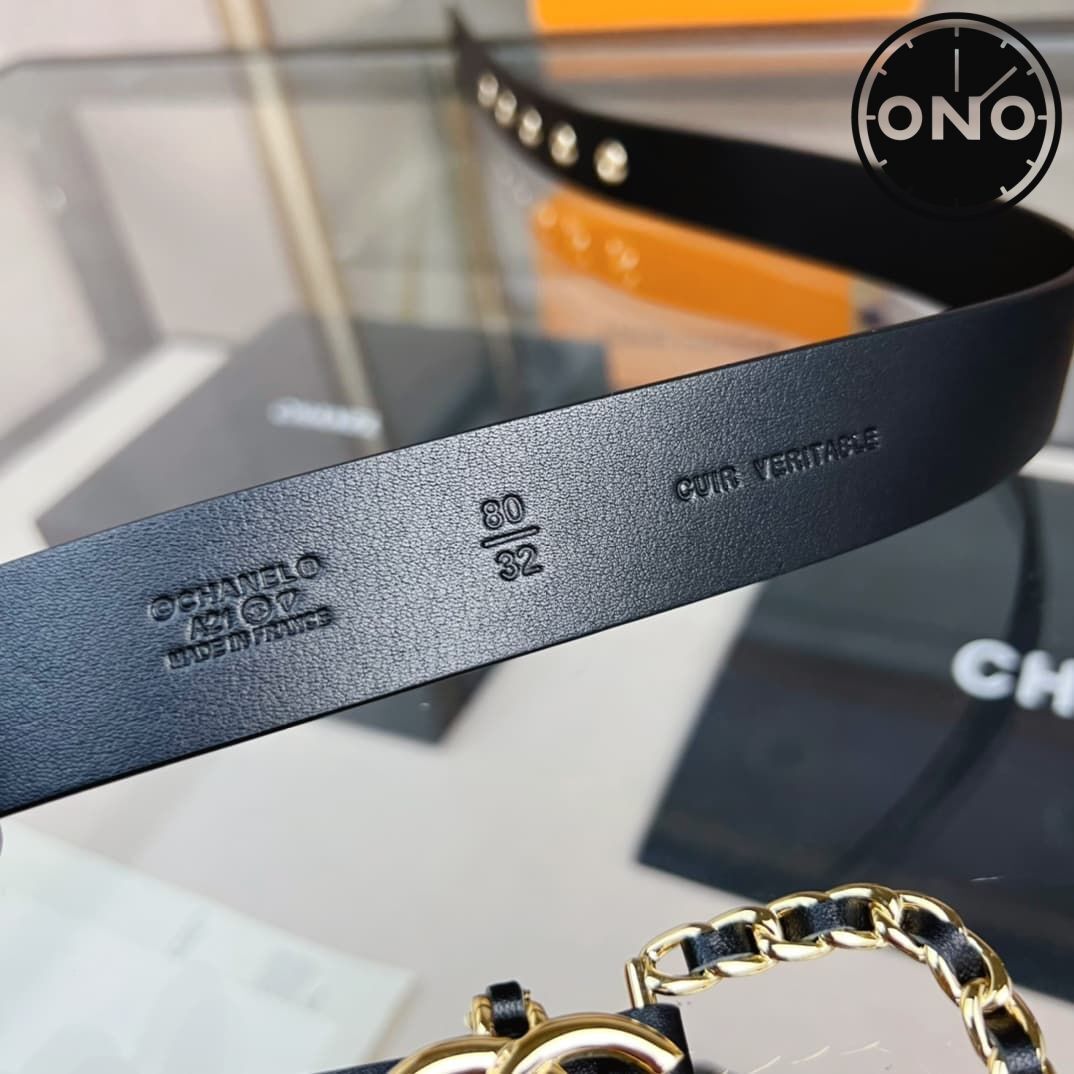 ONO
CHANEL
CUIR VERITABLE
80
32
©CHANEL®
A21 V
MADE IN FRANCE
CH